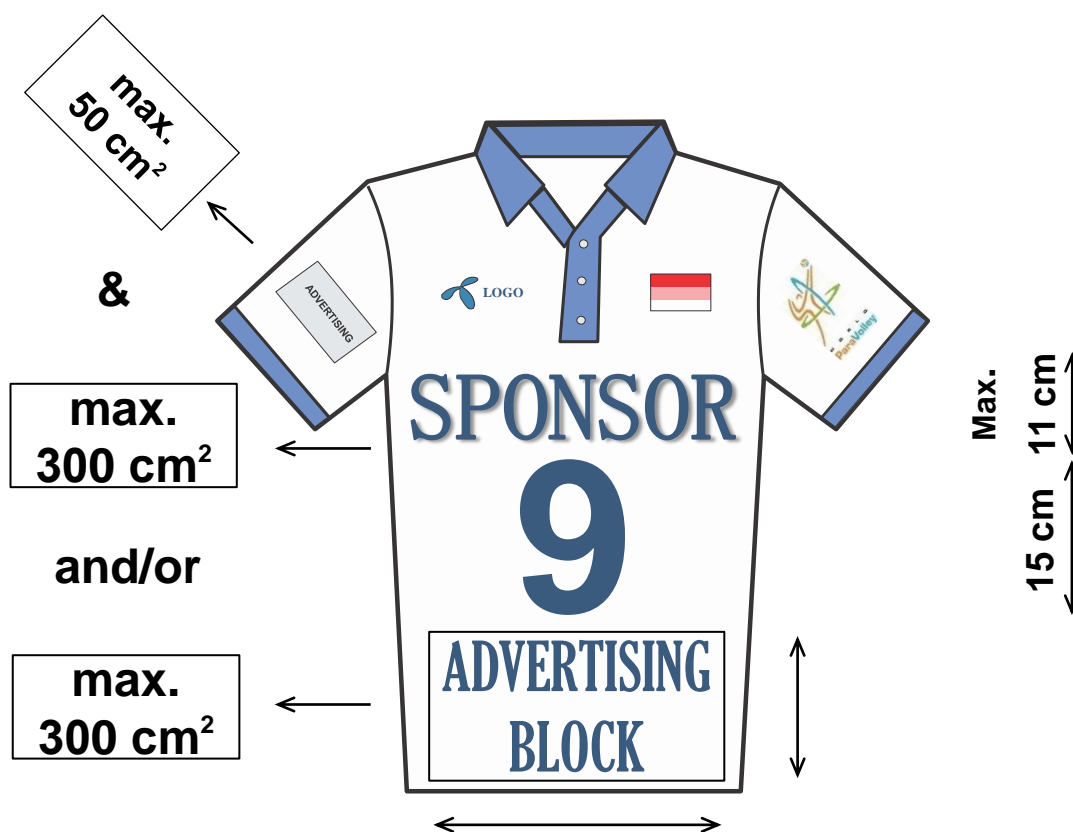 max.
50 cm²
&
ADVERTISING
LOGO
WORLD
ParaVolley
max.
300 cm²
SPONSOR
Max.
11 cm
9
15 cm
and/or
max.
300 cm²
ADVERTISING
BLOCK